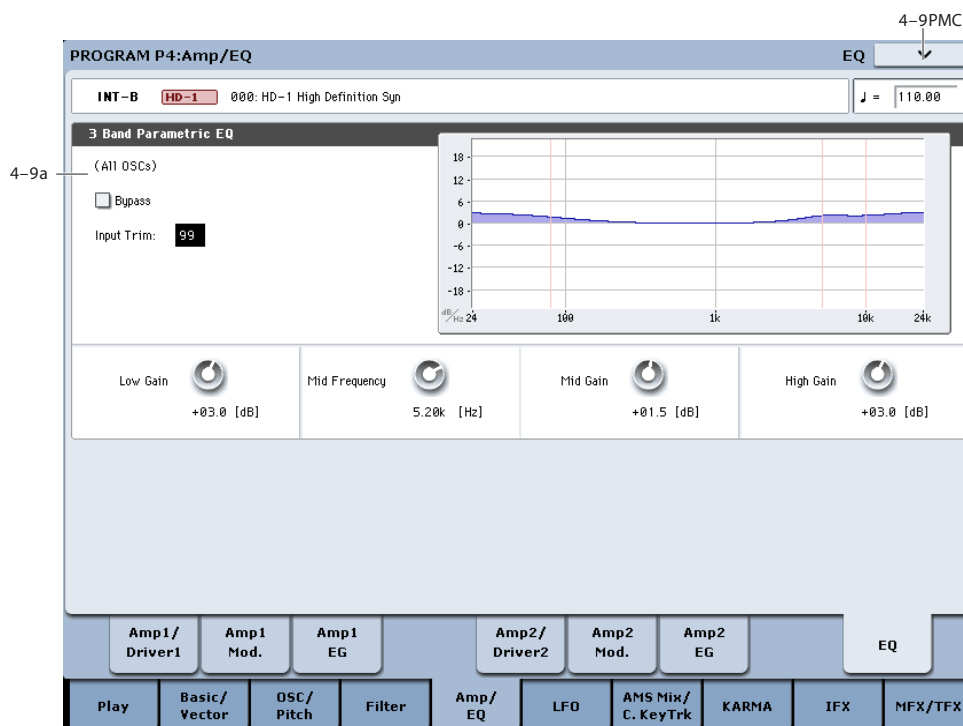 4–9PMC
PROGRAM P4:Amp/EQ
EQ
INT-B HD-1 000: HD-1 High Definition Syn
♩ = 110.00
3 Band Parametric EQ
4–9a
(All OSCs)
Bypass
Input Trim: 99
18
12
6
0
-6
-12
-18
dB/Hz 24 100 1k 10k 24k
Low Gain
+03.0 [dB]
Mid Frequency
5.20k [Hz]
Mid Gain
+01.5 [dB]
High Gain
+03.0 [dB]
Amp1/
Driver1
Amp1
Mod.
Amp1
EG
Amp2/
Driver2
Amp2
Mod.
Amp2
EG
EQ
Play
Basic/
Vector
OSC/
Pitch
Filter
Amp/
EQ
LFO
AMS Mix/
C. KeyTrk
KARMA
IFX
MFX/TFX